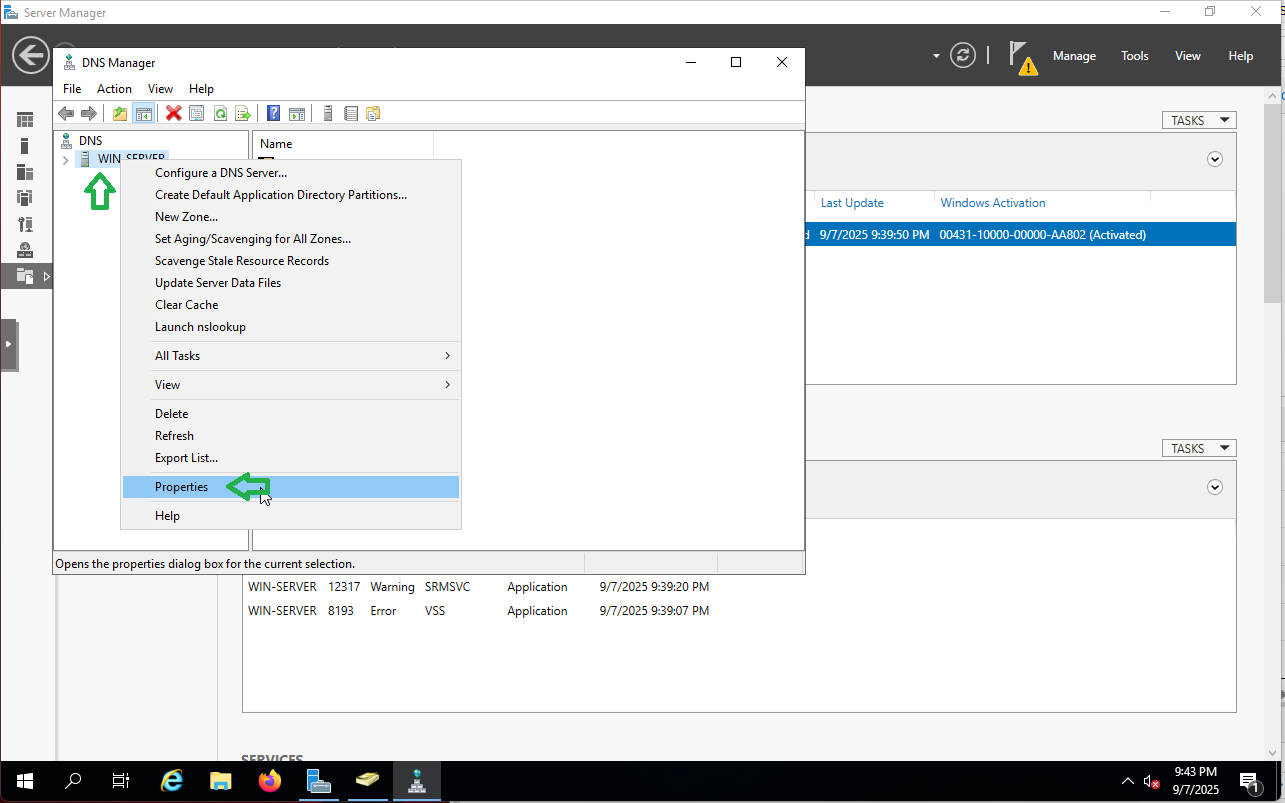 Server Manager
DNS Manager
Manage Tools View Help
File Action View Help
DNS
WIN-SERVER
Name
Configure a DNS Server...
Create Default Application Directory Partitions...
New Zone...
Set Aging/Scavenging for All Zones...
Scavenge Stale Resource Records
Update Server Data Files
Clear Cache
Launch nslookup
All Tasks
View
Delete
Refresh
Export List...
Properties
Help
Opens the properties dialog box for the current selection.
TASKS
Last Update Windows Activation
9/7/2025 9:39:50 PM 00431-10000-00000-AA802 (Activated)
TASKS
WIN-SERVER 12317 Warning SRMSVC Application 9/7/2025 9:39:20 PM
WIN-SERVER 8193 Error VSS Application 9/7/2025 9:39:07 PM
SERVICES
9:43 PM
9/7/2025
1